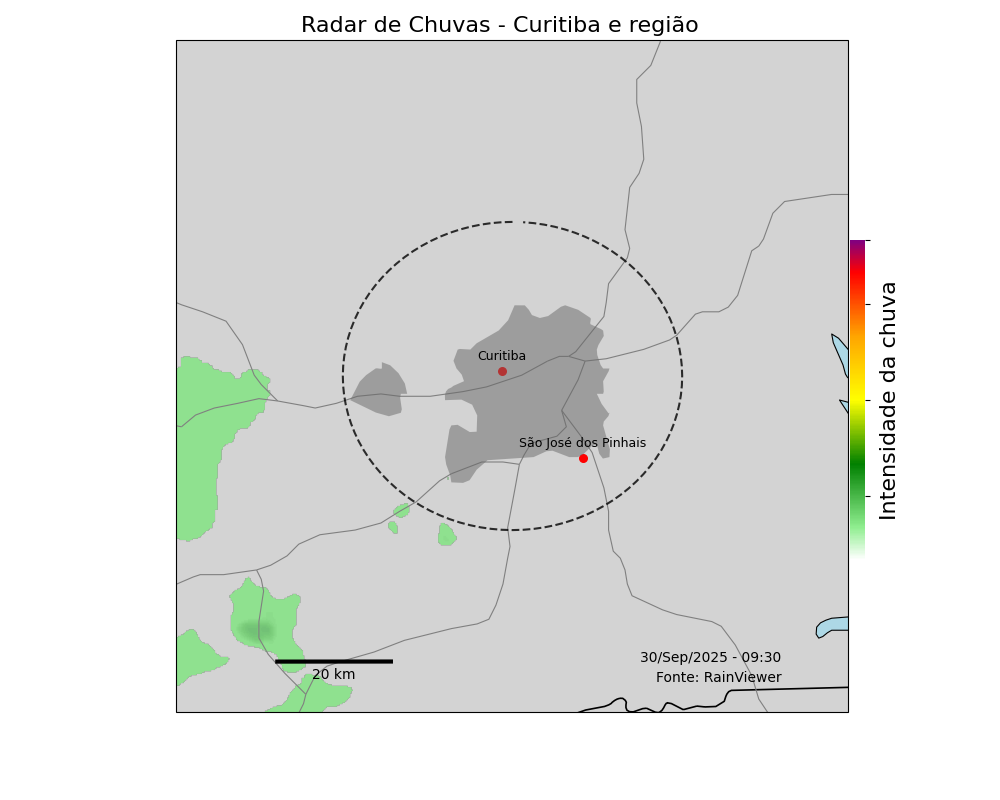 Radar de Chuvas - Curitiba e região
Curitiba
São José dos Pinhais
Intensidade da chuva
30/Sep/2025 - 09:30
Fonte: RainViewer
20 km